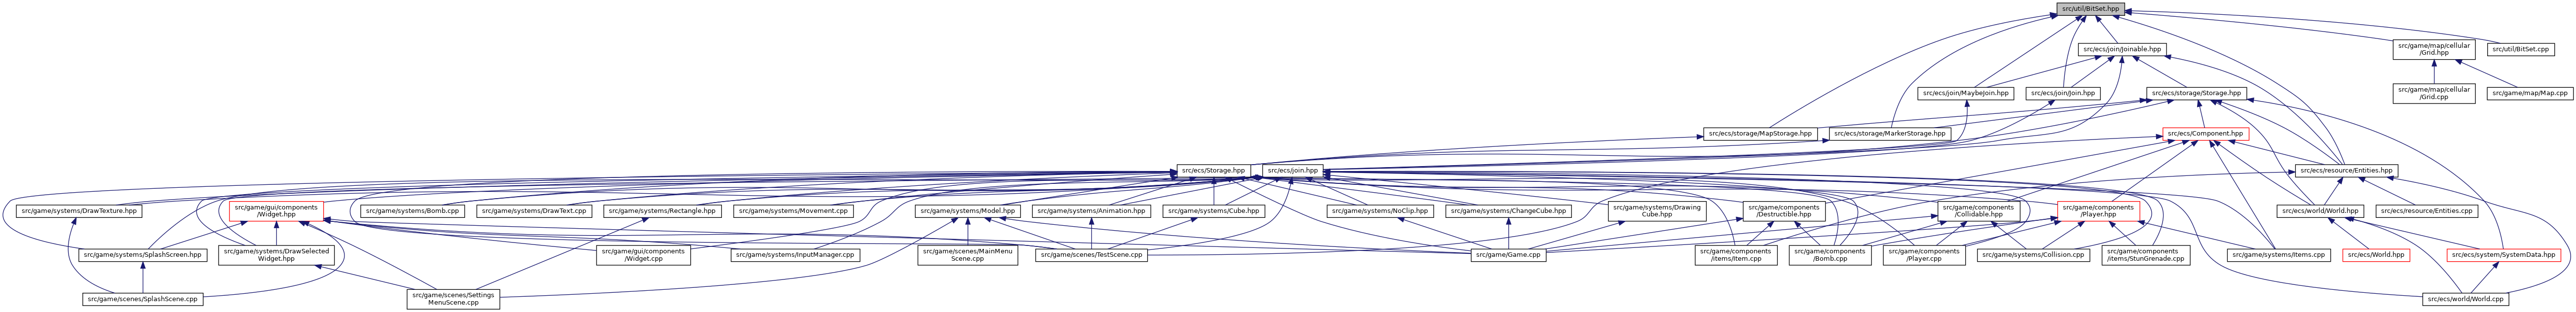 src/util/BitSet.hpp
src/ecs/join/Joinable.hpp
src/game/map/cellular
/Grid.hpp
src/util/BitSet.cpp
src/ecs/join/MaybeJoin.hpp
src/ecs/join/Join.hpp
src/ecs/storage/Storage.hpp
src/game/map/cellular
/Grid.cpp
src/game/map/Map.cpp
src/ecs/storage/MapStorage.hpp
src/ecs/storage/MarkerStorage.hpp
src/ecs/Component.hpp
src/ecs/Storage.hpp
src/ecs/join.hpp
src/ecs/resource/Entities.hpp
src/game/systems/DrawTexture.hpp
src/game/gui/components
/Widget.hpp
src/game/systems/Bomb.cpp
src/game/systems/DrawText.cpp
src/game/systems/Rectangle.hpp
src/game/systems/Movement.cpp
src/game/systems/Model.hpp
src/game/systems/Animation.hpp
src/game/systems/Cube.hpp
src/game/systems/NoClip.hpp
src/game/systems/ChangeCube.hpp
src/game/systems/Drawing
Cube.hpp
src/game/components
/Destructible.hpp
src/game/components
/Collidable.hpp
src/game/components
/Player.hpp
src/ecs/world/World.hpp
src/ecs/resource/Entities.cpp
src/game/systems/SplashScreen.hpp
src/game/systems/DrawSelected
Widget.hpp
src/game/gui/components
/Widget.cpp
src/game/systems/InputManager.cpp
src/game/scenes/MainMenu
Scene.cpp
src/game/scenes/TestScene.cpp
src/game/Game.cpp
src/game/components
/items/Item.cpp
src/game/components
/Bomb.cpp
src/game/components
/Player.cpp
src/game/systems/Collision.cpp
src/game/components
/items/StunGrenade.cpp
src/game/systems/Items.cpp
src/ecs/World.hpp
src/ecs/system/SystemData.hpp
src/game/scenes/SplashScene.cpp
src/game/scenes/Settings
MenuScene.cpp
src/ecs/world/World.cpp